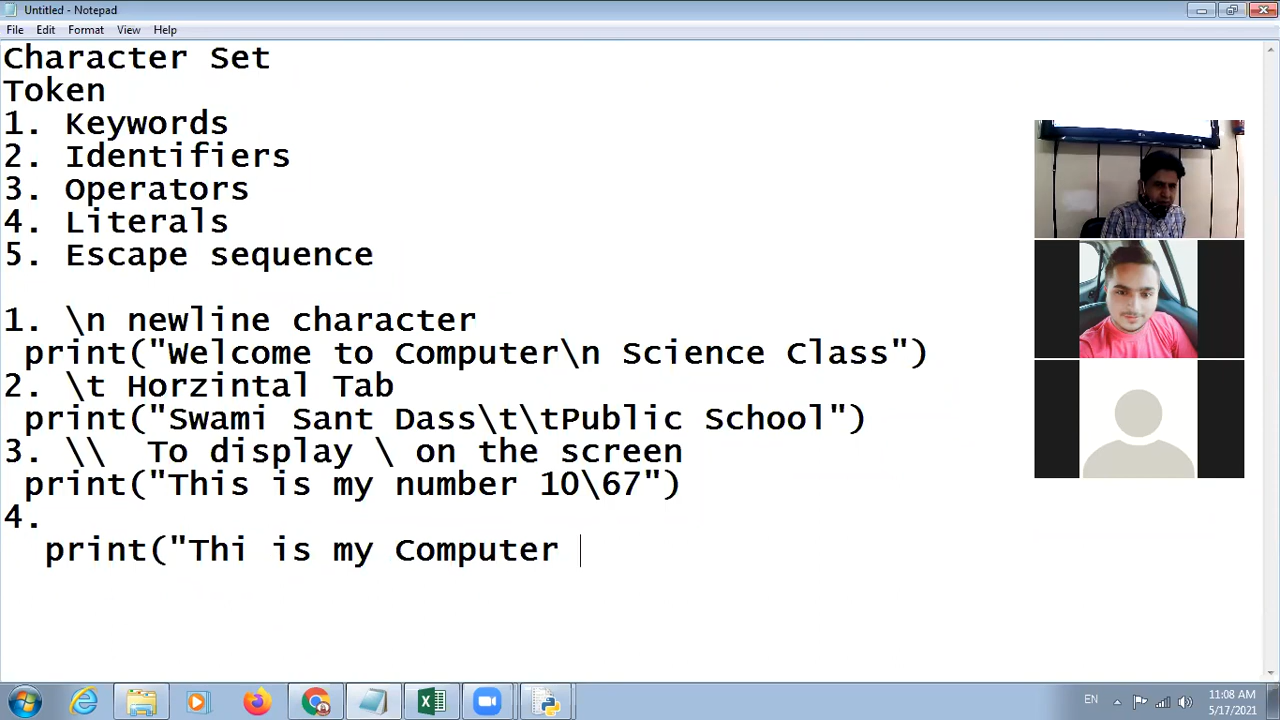 Untitled - Notepad
File Edit Format View Help
Character Set
Token
1. Keywords
2. Identifiers
3. Operators
4. Literals
5. Escape sequence
1. \n newline character
print("Welcome to Computer\n Science Class")
2. \t Horzintal Tab
print("Swami Sant Dass\t\tPublic School")
3. \\ To display \ on the screen
print("This is my number 10\67")
4.
print("Thi is my Computer
EN
11:08 AM
5/17/2021